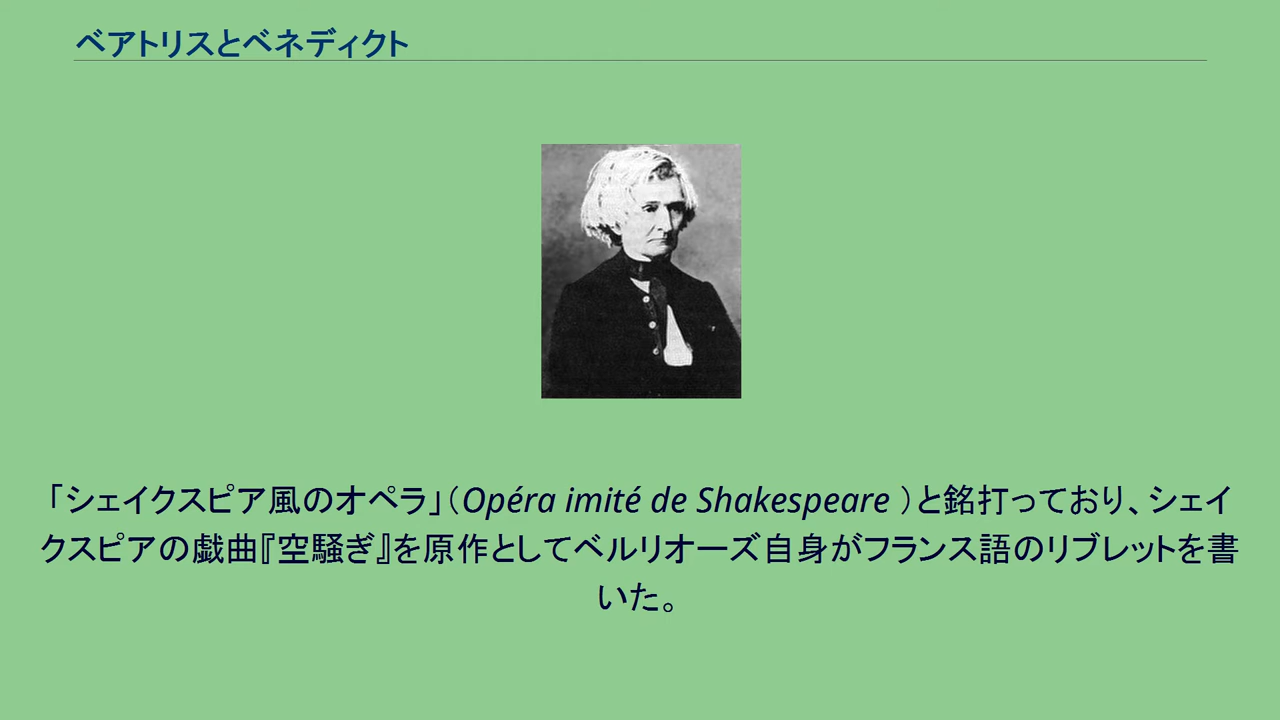 ベアトリスとベネディクト
「シェイクスピア風のオペラ」（Opéra imité de Shakespeare ）と銘打っており、シェイ
クスピアの戯曲『空騒ぎ』を原作としてベルリオーズ自身がフランス語のリブレットを書
いた。